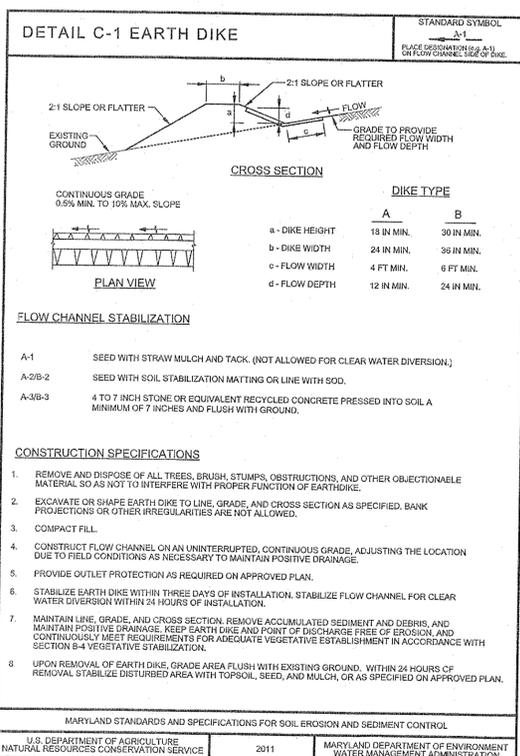 DETAIL C-1 EARTH DIKE
STANDARD SYMBOL
A-1
PLACE DESIGNATION (e.g. A-1)
ON FLOW CHANNEL SIDE OF DIKE.
b
2:1 SLOPE OR FLATTER
2:1 SLOPE OR FLATTER
a
d
FLOW
EXISTING
GROUND
c
GRADE TO PROVIDE
REQUIRED FLOW WIDTH
AND FLOW DEPTH
CROSS SECTION
CONTINUOUS GRADE
0.5% MIN. TO 10% MAX. SLOPE
PLAN VIEW
DIKE TYPE
A B
a - DIKE HEIGHT 18 IN MIN. 30 IN MIN.
b - DIKE WIDTH 24 IN MIN. 36 IN MIN.
c - FLOW WIDTH 4 FT MIN. 6 FT MIN.
d - FLOW DEPTH 12 IN MIN. 24 IN MIN.
FLOW CHANNEL STABILIZATION
A-1 SEED WITH STRAW MULCH AND TACK. (NOT ALLOWED FOR CLEAR WATER DIVERSION.)
A-2/B-2 SEED WITH SOIL STABILIZATION MATTING OR LINE WITH SOD.
A-3/B-3 4 TO 7 INCH STONE OR EQUIVALENT RECYCLED CONCRETE PRESSED INTO SOIL A
MINIMUM OF 7 INCHES AND FLUSH WITH GROUND.
CONSTRUCTION SPECIFICATIONS
1. REMOVE AND DISPOSE OF ALL TREES, BRUSH, STUMPS, OBSTRUCTIONS, AND OTHER OBJECTIONABLE
MATERIAL SO AS NOT TO INTERFERE WITH PROPER FUNCTION OF EARTHDIKE.
2. EXCAVATE OR SHAPE EARTH DIKE TO LINE, GRADE, AND CROSS SECTION AS SPECIFIED. BANK
PROJECTIONS OR OTHER IRREGULARITIES ARE NOT ALLOWED.
3. COMPACT FILL.
4. CONSTRUCT FLOW CHANNEL ON AN UNINTERRUPTED, CONTINUOUS GRADE, ADJUSTING THE LOCATION
DUE TO FIELD CONDITIONS AS NECESSARY TO MAINTAIN POSITIVE DRAINAGE.
5. PROVIDE OUTLET PROTECTION AS REQUIRED ON APPROVED PLAN.
6. STABILIZE EARTH DIKE WITHIN THREE DAYS OF INSTALLATION. STABILIZE FLOW CHANNEL FOR CLEAR
WATER DIVERSION WITHIN 24 HOURS OF INSTALLATION.
7. MAINTAIN LINE, GRADE, AND CROSS SECTION. REMOVE ACCUMULATED SEDIMENT AND DEBRIS, AND
MAINTAIN POSITIVE DRAINAGE. KEEP EARTH DIKE AND POINT OF DISCHARGE FREE OF EROSION, AND
CONTINUOUSLY MEET REQUIREMENTS FOR ADEQUATE VEGETATIVE ESTABLISHMENT IN ACCORDANCE WITH
SECTION B-4 VEGETATIVE STABILIZATION.
8. UPON REMOVAL OF EARTH DIKE, GRADE AREA FLUSH WITH EXISTING GROUND. WITHIN 24 HOURS OF
REMOVAL STABILIZE DISTURBED AREA WITH TOPSOIL, SEED, AND MULCH, OR AS SPECIFIED ON APPROVED PLAN.
MARYLAND STANDARDS AND SPECIFICATIONS FOR SOIL EROSION AND SEDIMENT CONTROL
U.S. DEPARTMENT OF AGRICULTURE
NATURAL RESOURCES CONSERVATION SERVICE
2011
MARYLAND DEPARTMENT OF ENVIRONMENT
WATER MANAGEMENT ADMINISTRATION